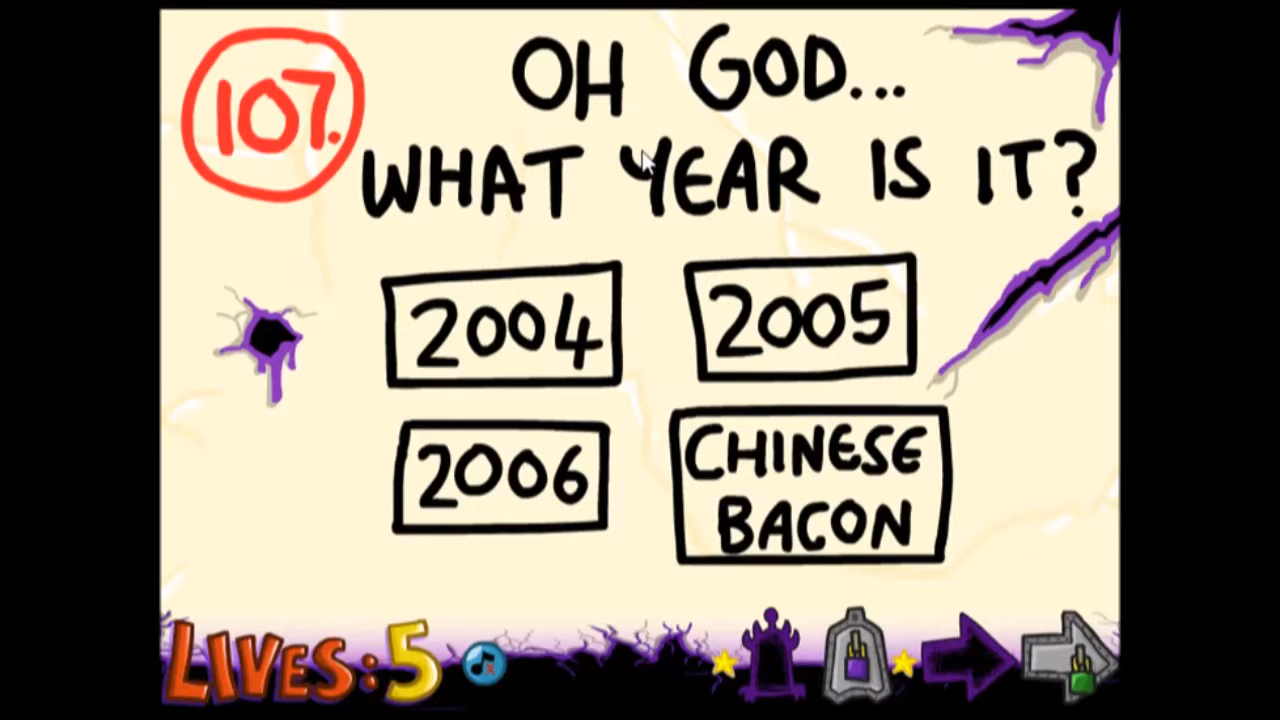 107.
OH GOD...
WHAT YEAR IS IT?
2004
2005
2006
CHINESE
BACON
LIVES: 5